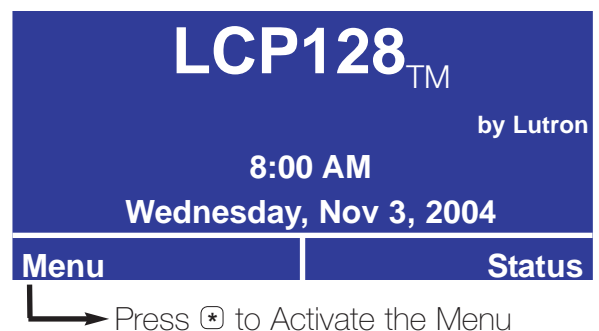 LCP128TM
by Lutron
8:00 AM
Wednesday, Nov 3, 2004
Menu Status
Press * to Activate the Menu